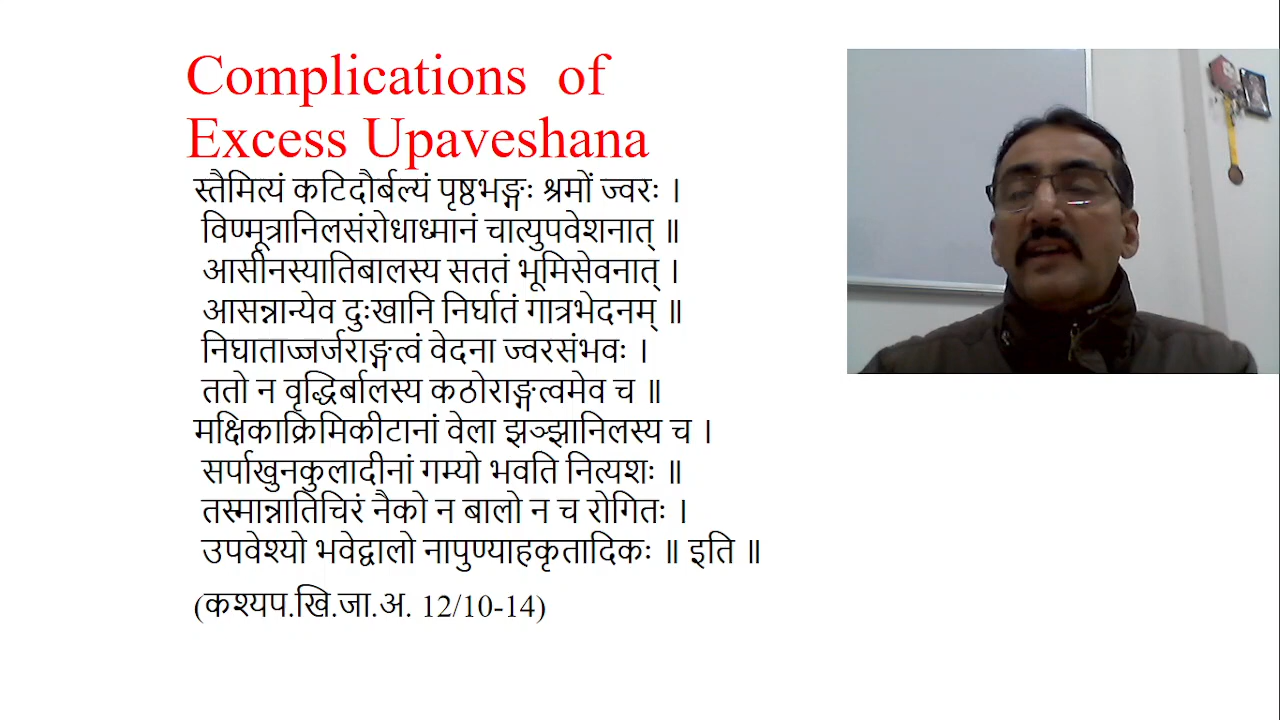 Complications of
Excess Upaveshana
स्तैमित्यं कटिदौर्बल्यं पृष्ठभङ्गः श्रमों ज्वरः ।
विण्मूत्रानिलसंरोधाध्मानं चात्युपवेशनात् ॥
आसीनस्यातिबालस्य सततं भूमिसेवनात् ।
आसन्नान्येव दुःखानि निर्घातं गात्रभेदनम् ॥
निघाताज्जर्जराङ्गत्वं वेदना ज्वरसंभवः ।
ततो न वृद्धिर्बालस्य कठोराङ्गत्वमेव च ॥
मक्षिकाक्रिमिकीटानां वेला झञ्झानिलस्य च ।
सर्पाखुनकुलादीनां गम्यो भवति नित्यशः ॥
तस्मान्नातिचिरं नैको न बालो न च रोगितः ।
उपवेश्यो भवेद्वालो नापुण्याहकृतादिकः ॥ इति ॥
(कश्यप.खि.जा.अ. 12/10-14)